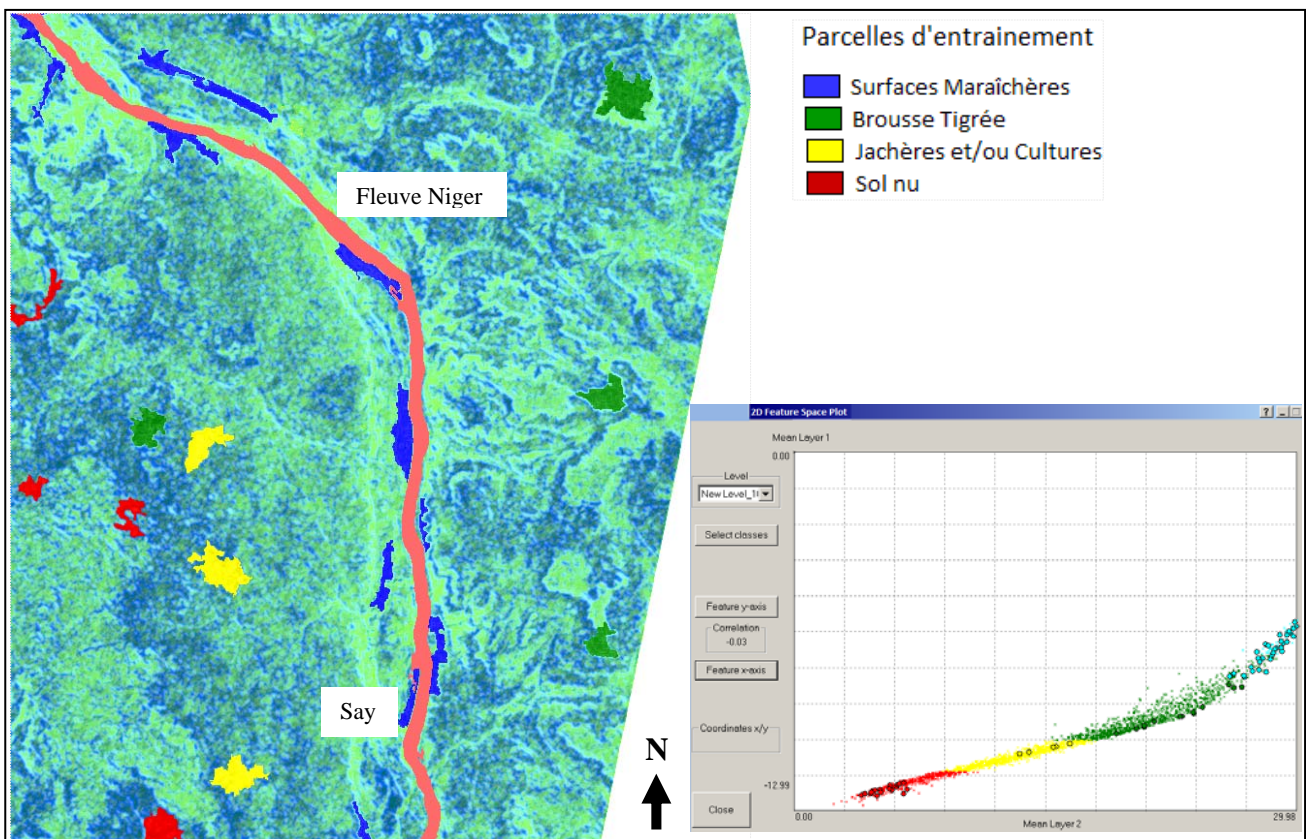 Parcelles d'entrainement
Surfaces Maraîchères
Brousse Tigrée
Jachères et/ou Cultures
Sol nu
Fleuve Niger
Say
N
2D Feature Space Plot
Mean Layer 1
0.00
Level
New Level_1
Select classes
Feature y-axis
Correlation
-0.03
Feature x-axis
Coordinates x/y
-12.99
Close
0.00
Mean Layer 2
29.98